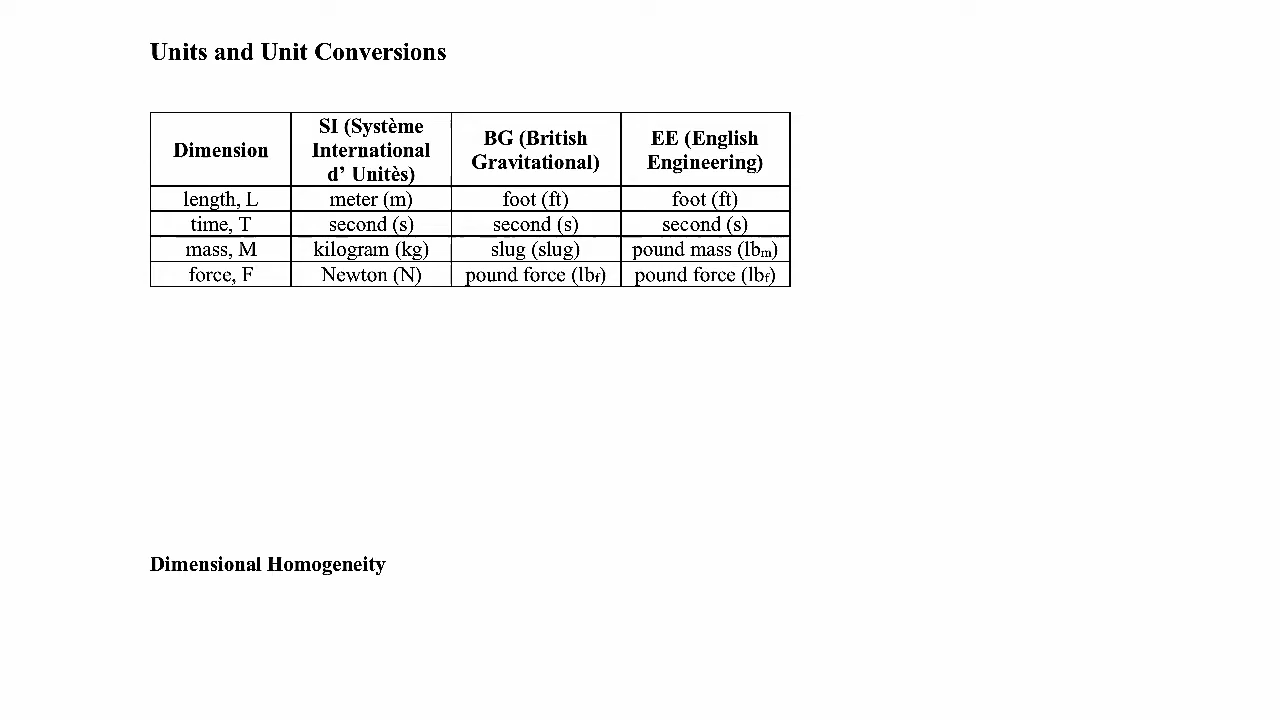 Units and Unit Conversions
Dimension
SI (Système
International
d’ Unitès)
BG (British
Gravitational)
EE (English
Engineering)
length, L
meter (m)
foot (ft)
foot (ft)
time, T
second (s)
second (s)
second (s)
mass, M
kilogram (kg)
slug (slug)
pound mass (lbm)
force, F
Newton (N)
pound force (lbf)
pound force (lbf)
Dimensional Homogeneity